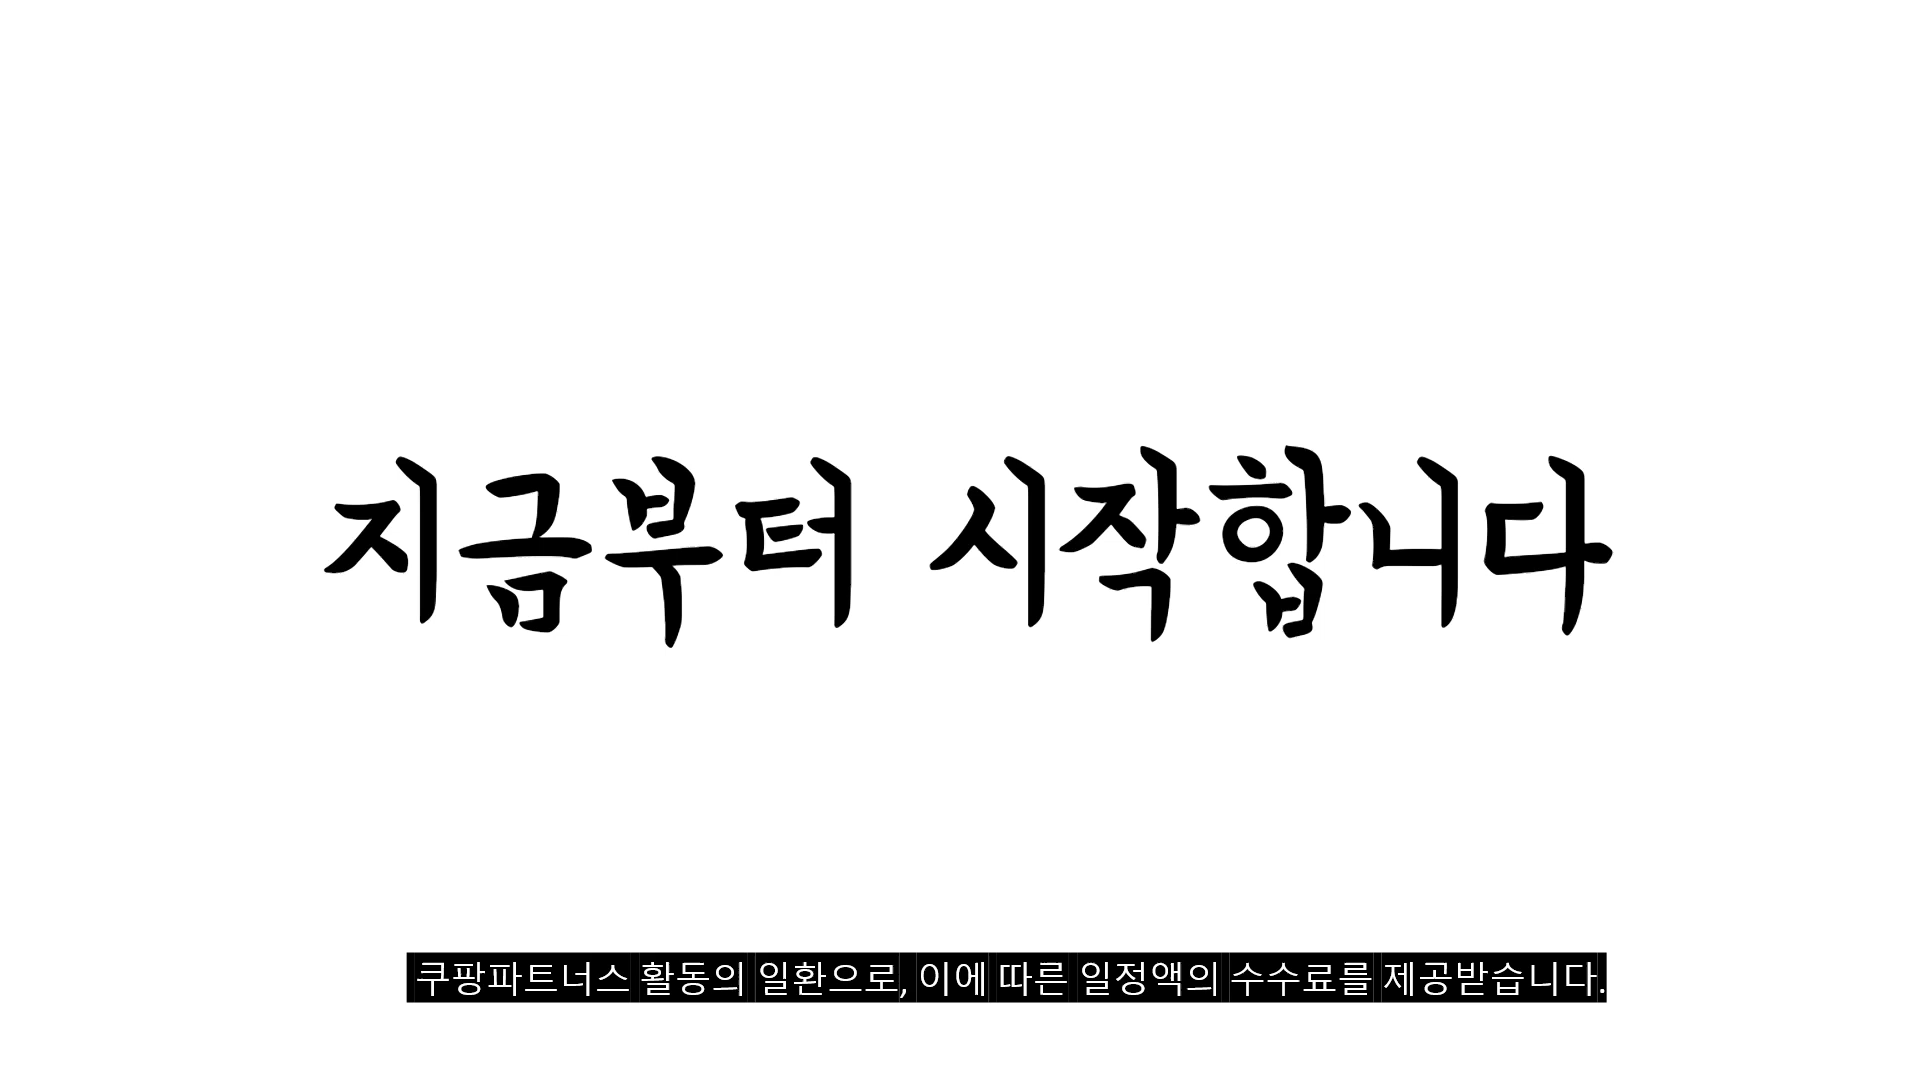 지금부터 시작합니다
쿠팡파트너스 활동의 일환으로, 이에 따른 일정액의 수수료를 제공받습니다.